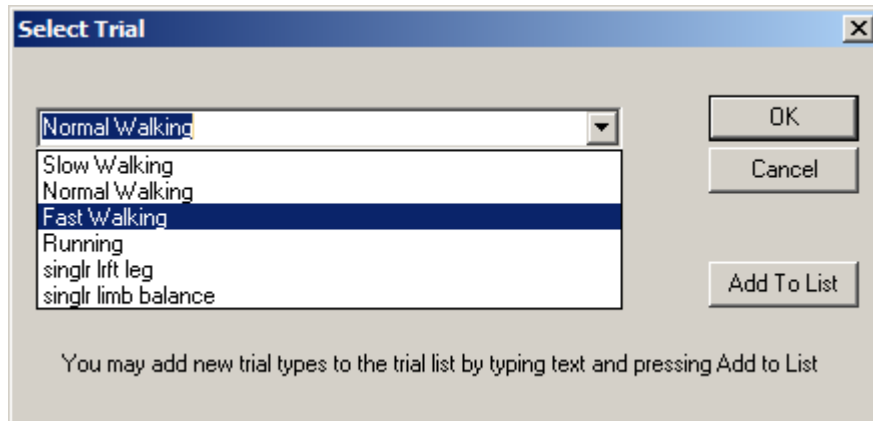 Select Trial
Normal Walking
OK
Slow Walking
Cancel
Normal Walking
Fast Walking
Running
singlr lrft leg
Add To List
singlr limb balance
You may add new trial types to the trial list by typing text and pressing Add to List